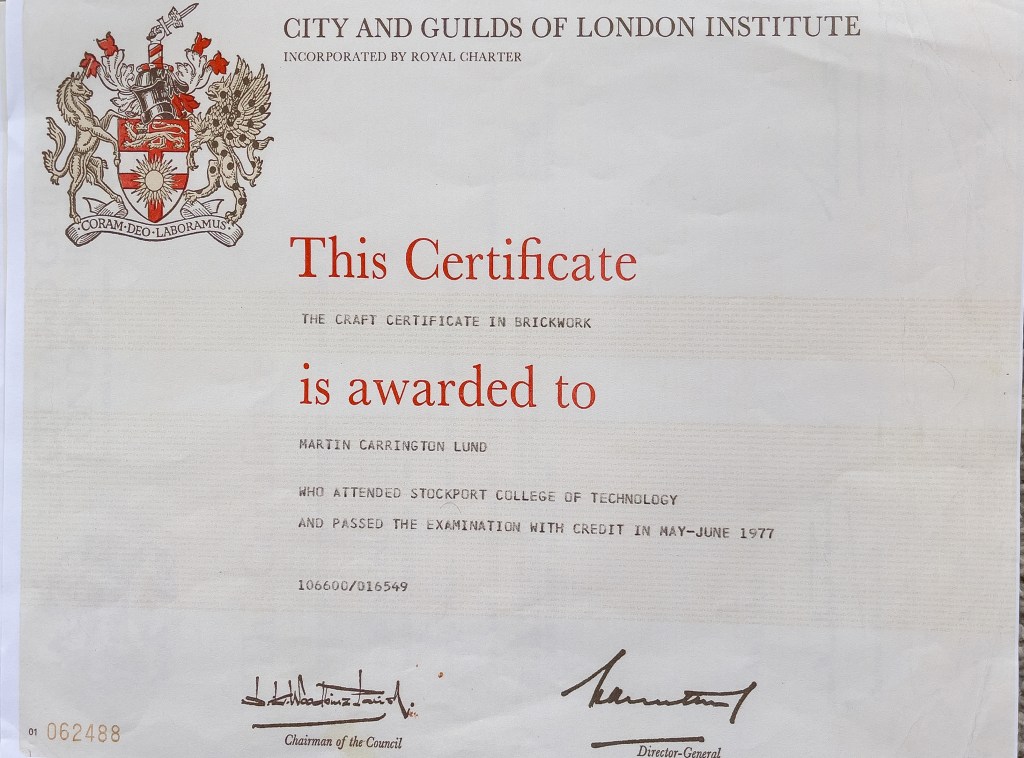 CITY AND GUILDS OF LONDON INSTITUTE
INCORPORATED BY ROYAL CHARTER
CORAM·DEO·LABORAMUS
This Certificate
THE CRAFT CERTIFICATE IN BRICKWORK
is awarded to
MARTIN CARRINGTON LUND
WHO ATTENDED STOCKPORT COLLEGE OF TECHNOLOGY
AND PASSED THE EXAMINATION WITH CREDIT IN MAY-JUNE 1977
106600/016549
Chairman of the Council
Director-General
01 062488